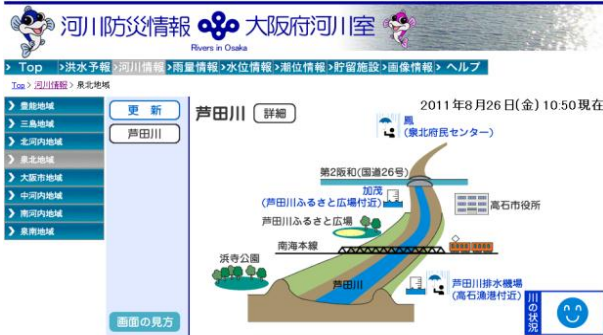 河川防災情報 大阪府河川室
Rivers in Osaka
> Top >洪水予報>河川情報>雨量情報>水位情報>潮位情報>貯留施設>画像情報> ヘルプ
Top > 河川情報 > 泉北地域
豊能地域
三島地域
北河内地域
泉北地域
大阪市地域
中河内地域
南河内地域
泉南地域
更 新
芦田川
画面の見方
芦田川 詳細
2011年8月26日(金) 10:50 現在
鳳
(泉北府民センター)
第2阪和(国道26号)
加茂
(芦田川ふるさと広場付近)
高石市役所
芦田川ふるさと広場
南海本線
浜寺公園
芦田川
芦田川排水機場
(高石漁港付近)
川の状況